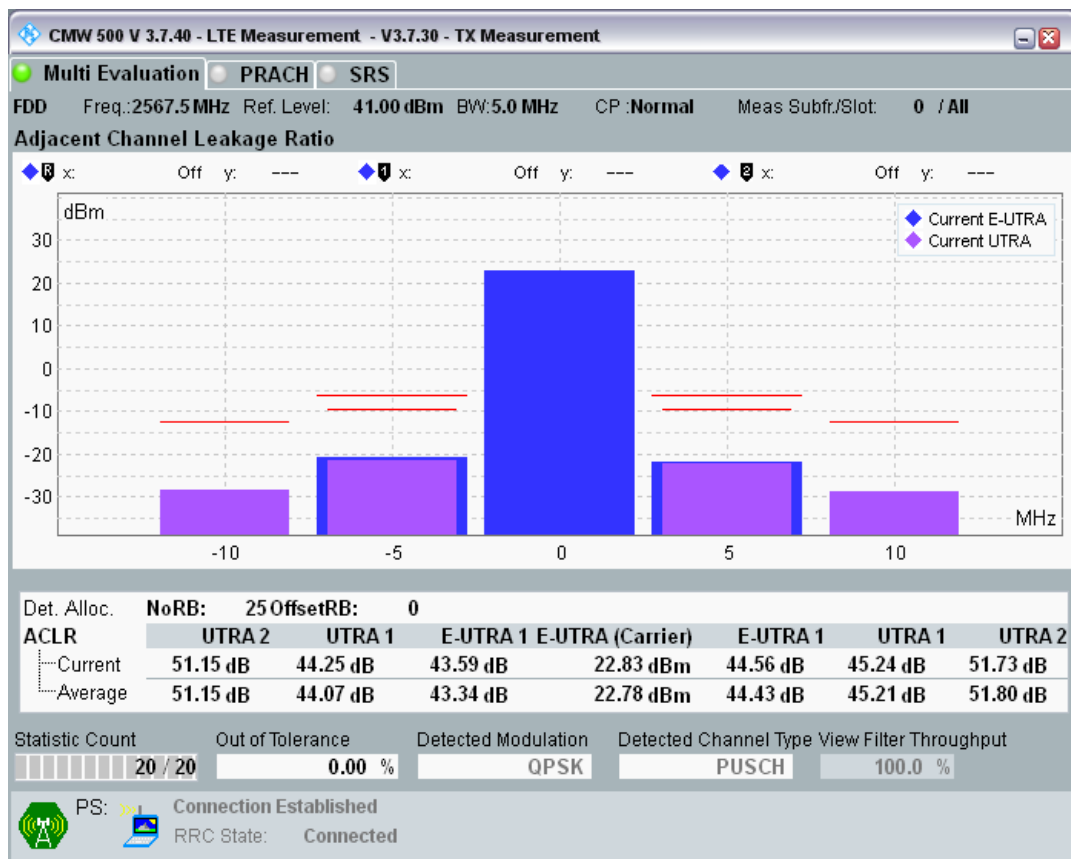 CMW 500 V 3.7.40 - LTE Measurement - V3.7.30 - TX Measurement
Multi Evaluation PRACH SRS
FDD Freq.:2567.5 MHz Ref. Level: 41.00 dBm BW:5.0 MHz CP :Normal Meas Subfr./Slot: 0 / All
Adjacent Channel Leakage Ratio
R x: Off y: --- 1 x: Off y: --- 2 x: Off y: ---
dBm
Current E-UTRA
Current UTRA
30
20
10
0
-10
-20
-30
MHz
-10 -5 0 5 10
Det. Alloc. NoRB: 25 OffsetRB: 0
ACLR UTRA 2 UTRA 1 E-UTRA 1 E-UTRA (Carrier) E-UTRA 1 UTRA 1 UTRA 2
Current 51.15 dB 44.25 dB 43.59 dB 22.83 dBm 44.56 dB 45.24 dB 51.73 dB
Average 51.15 dB 44.07 dB 43.34 dB 22.78 dBm 44.43 dB 45.21 dB 51.80 dB
Statistic Count Out of Tolerance Detected Modulation Detected Channel Type View Filter Throughput
20 / 20 0.00 % QPSK PUSCH 100.0 %
PS: Connection Established
RRC State: Connected